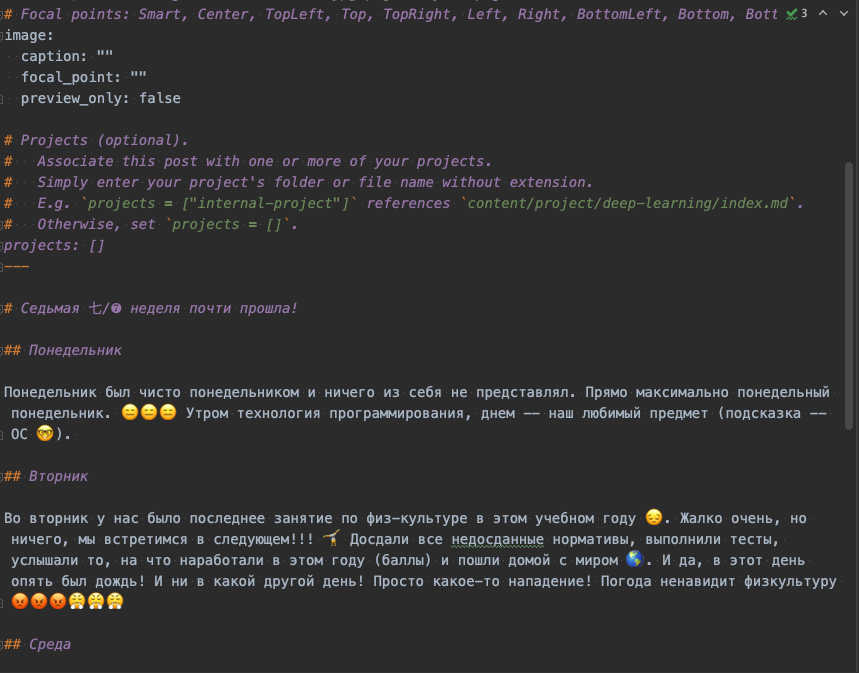 # Focal points: Smart, Center, TopLeft, Top, TopRight, Left, Right, BottomLeft, Bottom, Bott 3
image:
caption: ""
focal_point: ""
preview_only: false
# Projects (optional).
# Associate this post with one or more of your projects.
# Simply enter your project's folder or file name without extension.
# E.g. `projects = ["internal-project"]` references `content/project/deep-learning/index.md`.
# Otherwise, set `projects = []`.
projects: []
---
# Седьмая 七/❼ неделя почти прошла!
## Понедельник
Понедельник был чисто понедельником и ничего из себя не представлял. Прямо максимально понедельный
понедельник. 😑😑😑 Утром технология программирования, днем -- наш любимый предмет (подсказка --
ОС 🤓).
## Вторник
Во вторник у нас было последнее занятие по физ-культуре в этом учебном году 😔. Жалко очень, но
ничего, мы встретимся в следующем!!! 🤸 Досдали все недосданные нормативы, выполнили тесты,
услышали то, на что наработали в этом году (баллы) и пошли домой с миром 🌎. И да, в этот день
опять был дождь! И ни в какой другой день! Просто какое-то нападение! Погода ненавидит физкультуру
😡😡😡😤😤😤
## Среда